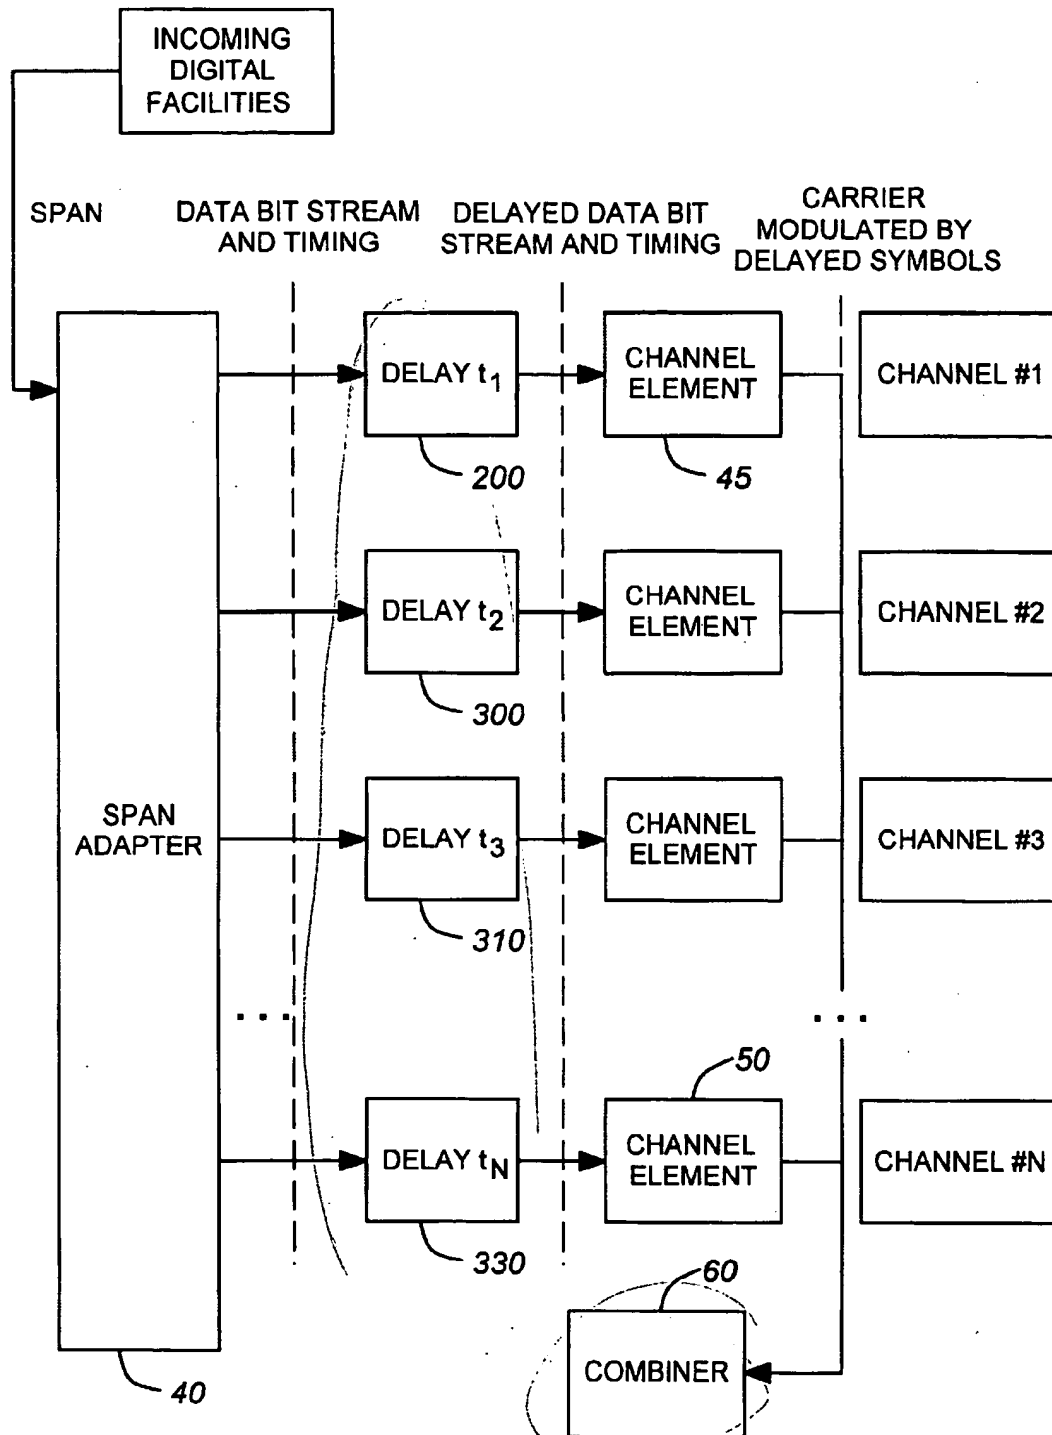 INCOMING
DIGITAL
FACILITIES
SPAN
DATA BIT STREAM
AND TIMING
DELAYED DATA BIT
STREAM AND TIMING
CARRIER
MODULATED BY
DELAYED SYMBOLS
DELAY t1
CHANNEL
ELEMENT
CHANNEL #1
200
45
DELAY t2
CHANNEL
ELEMENT
CHANNEL #2
300
SPAN
ADAPTER
DELAY t3
CHANNEL
ELEMENT
CHANNEL #3
310
. . .
. . .
50
DELAY tN
CHANNEL
ELEMENT
CHANNEL #N
330
60
COMBINER
40